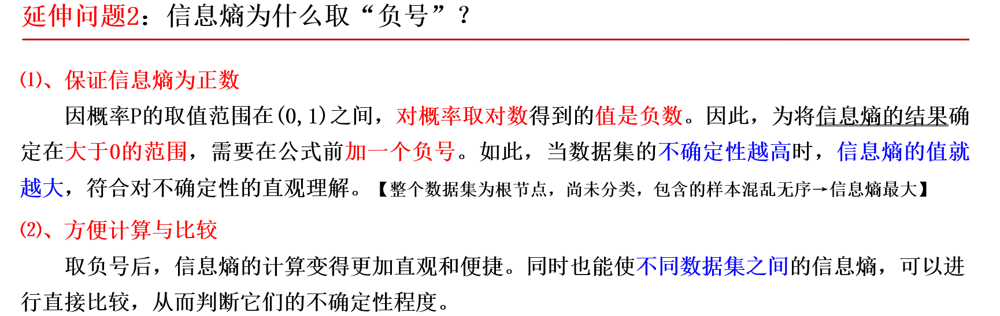 延伸问题2：信息熵为什么取“负号”？
⑴、保证信息熵为正数
因概率P的取值范围在(0,1)之间，对概率取对数得到的值是负数。因此，为将信息熵的结果确
定在大于0的范围，需要在公式前加一个负号。如此，当数据集的不确定性越高时，信息熵的值就
越大，符合对不确定性的直观理解。【整个数据集为根节点，尚未分类，包含的样本混乱无序→信息熵最大】
⑵、方便计算与比较
取负号后，信息熵的计算变得更加直观和便捷。同时也能使不同数据集之间的信息熵，可以进
行直接比较，从而判断它们的不确定性程度。